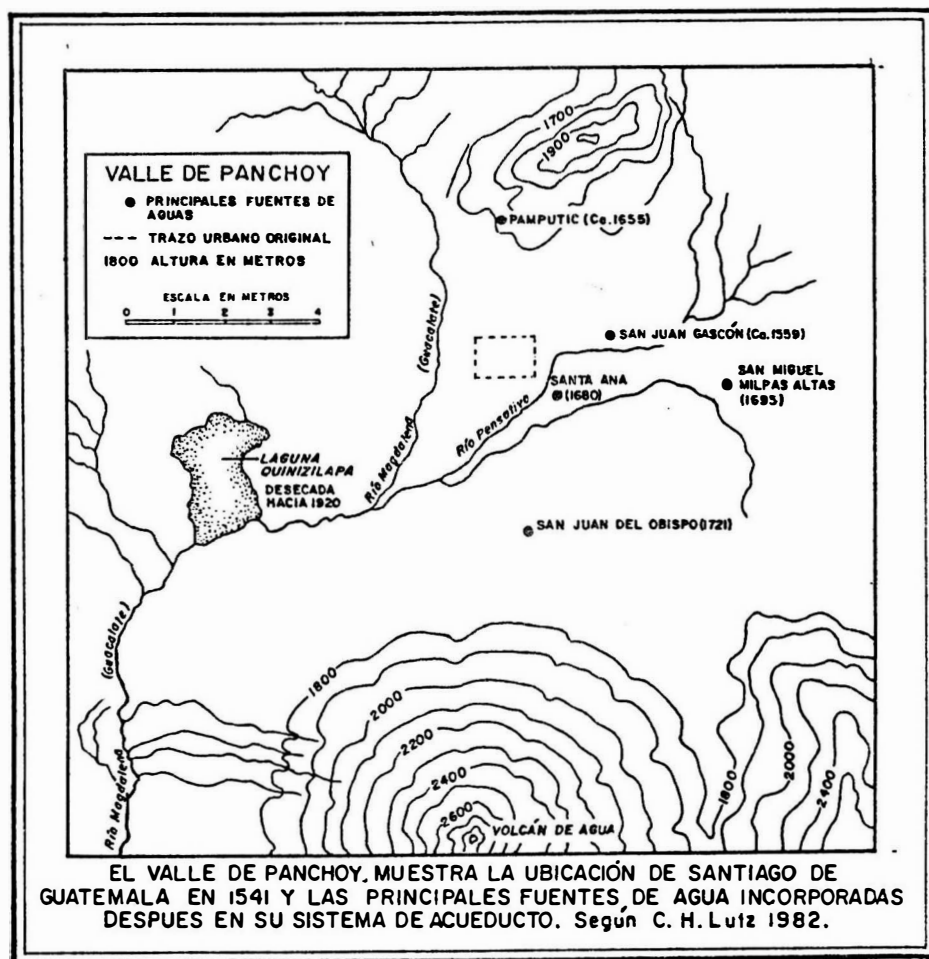 VALLE DE PANCHOY
PRINCIPALES FUENTES DE
AGUAS
TRAZO URBANO ORIGINAL
1800 ALTURA EN METROS
ESCALA EN METROS
0 1 2 3 4
1700
1900
PAMPUTIC (Ca.1655)
(Guacalate)
SAN JUAN GASCÓN (Ca.1559)
SAN MIGUEL
MILPAS ALTAS
(1695)
SANTA ANA
(1680)
Río Pensativo
Río Magdalena
LAGUNA
QUINIZILAPA
DESECADA
HACIA 1920
SAN JUAN DEL OBISPO (1721)
(Guacalate)
Río Magdalena
1800
2000
2200
2400
2600
VOLCÁN DE AGUA
1800
2000
2400
EL VALLE DE PANCHOY. MUESTRA LA UBICACIÓN DE SANTIAGO DE
GUATEMALA EN 1541 Y LAS PRINCIPALES FUENTES DE AGUA INCORPORADAS
DESPUES EN SU SISTEMA DE ACUEDUCTO. Según C. H. Lutz 1982.